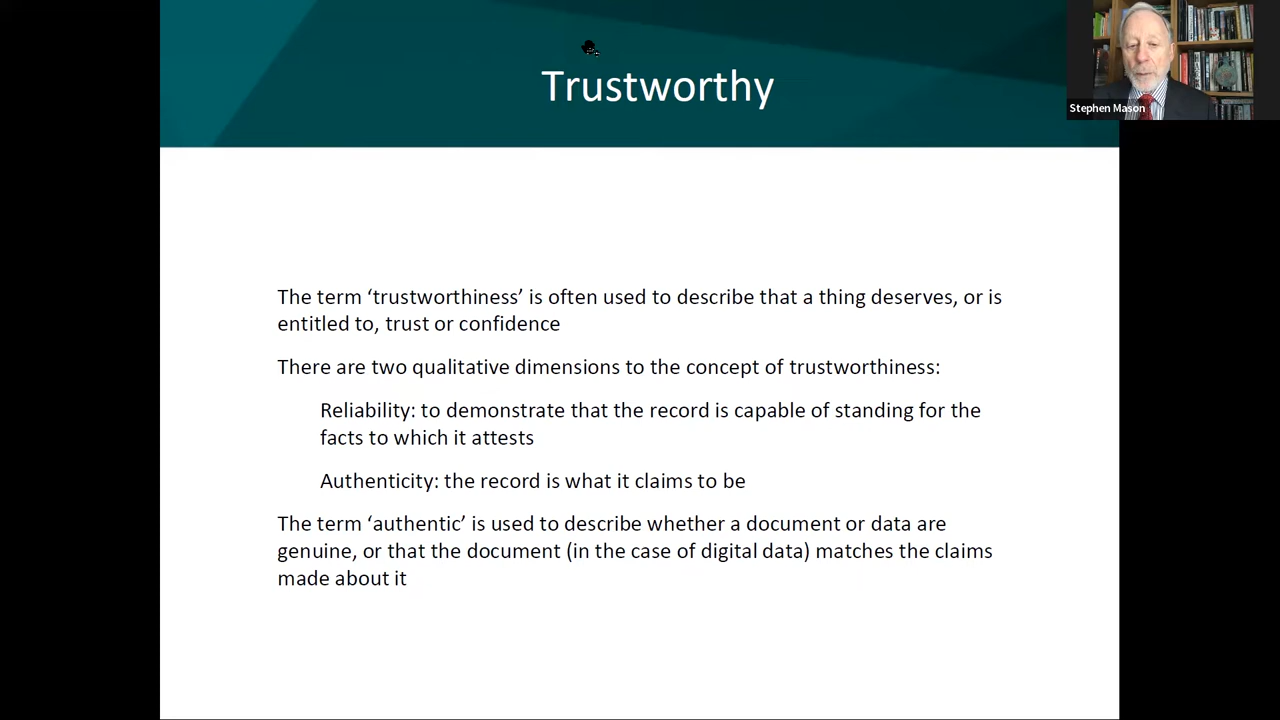 Trustworthy
Stephen Mason
The term ‘trustworthiness’ is often used to describe that a thing deserves, or is
entitled to, trust or confidence
There are two qualitative dimensions to the concept of trustworthiness:
Reliability: to demonstrate that the record is capable of standing for the
facts to which it attests
Authenticity: the record is what it claims to be
The term ‘authentic’ is used to describe whether a document or data are
genuine, or that the document (in the case of digital data) matches the claims
made about it